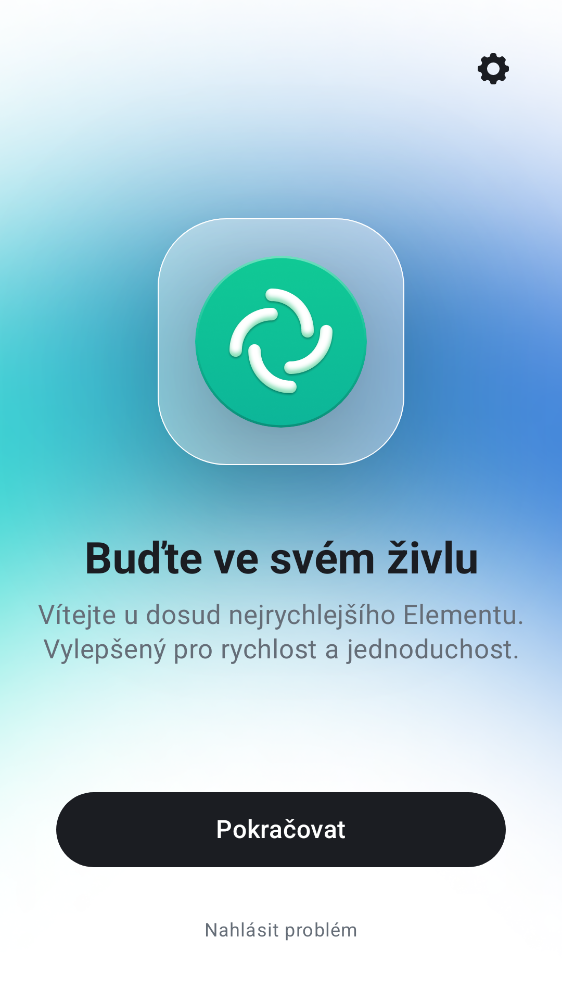 Buďte ve svém živlu
Vítejte u dosud nejrychlejšího Elementu.
Vylepšený pro rychlost a jednoduchost.
Pokračovat
Nahlásit problém